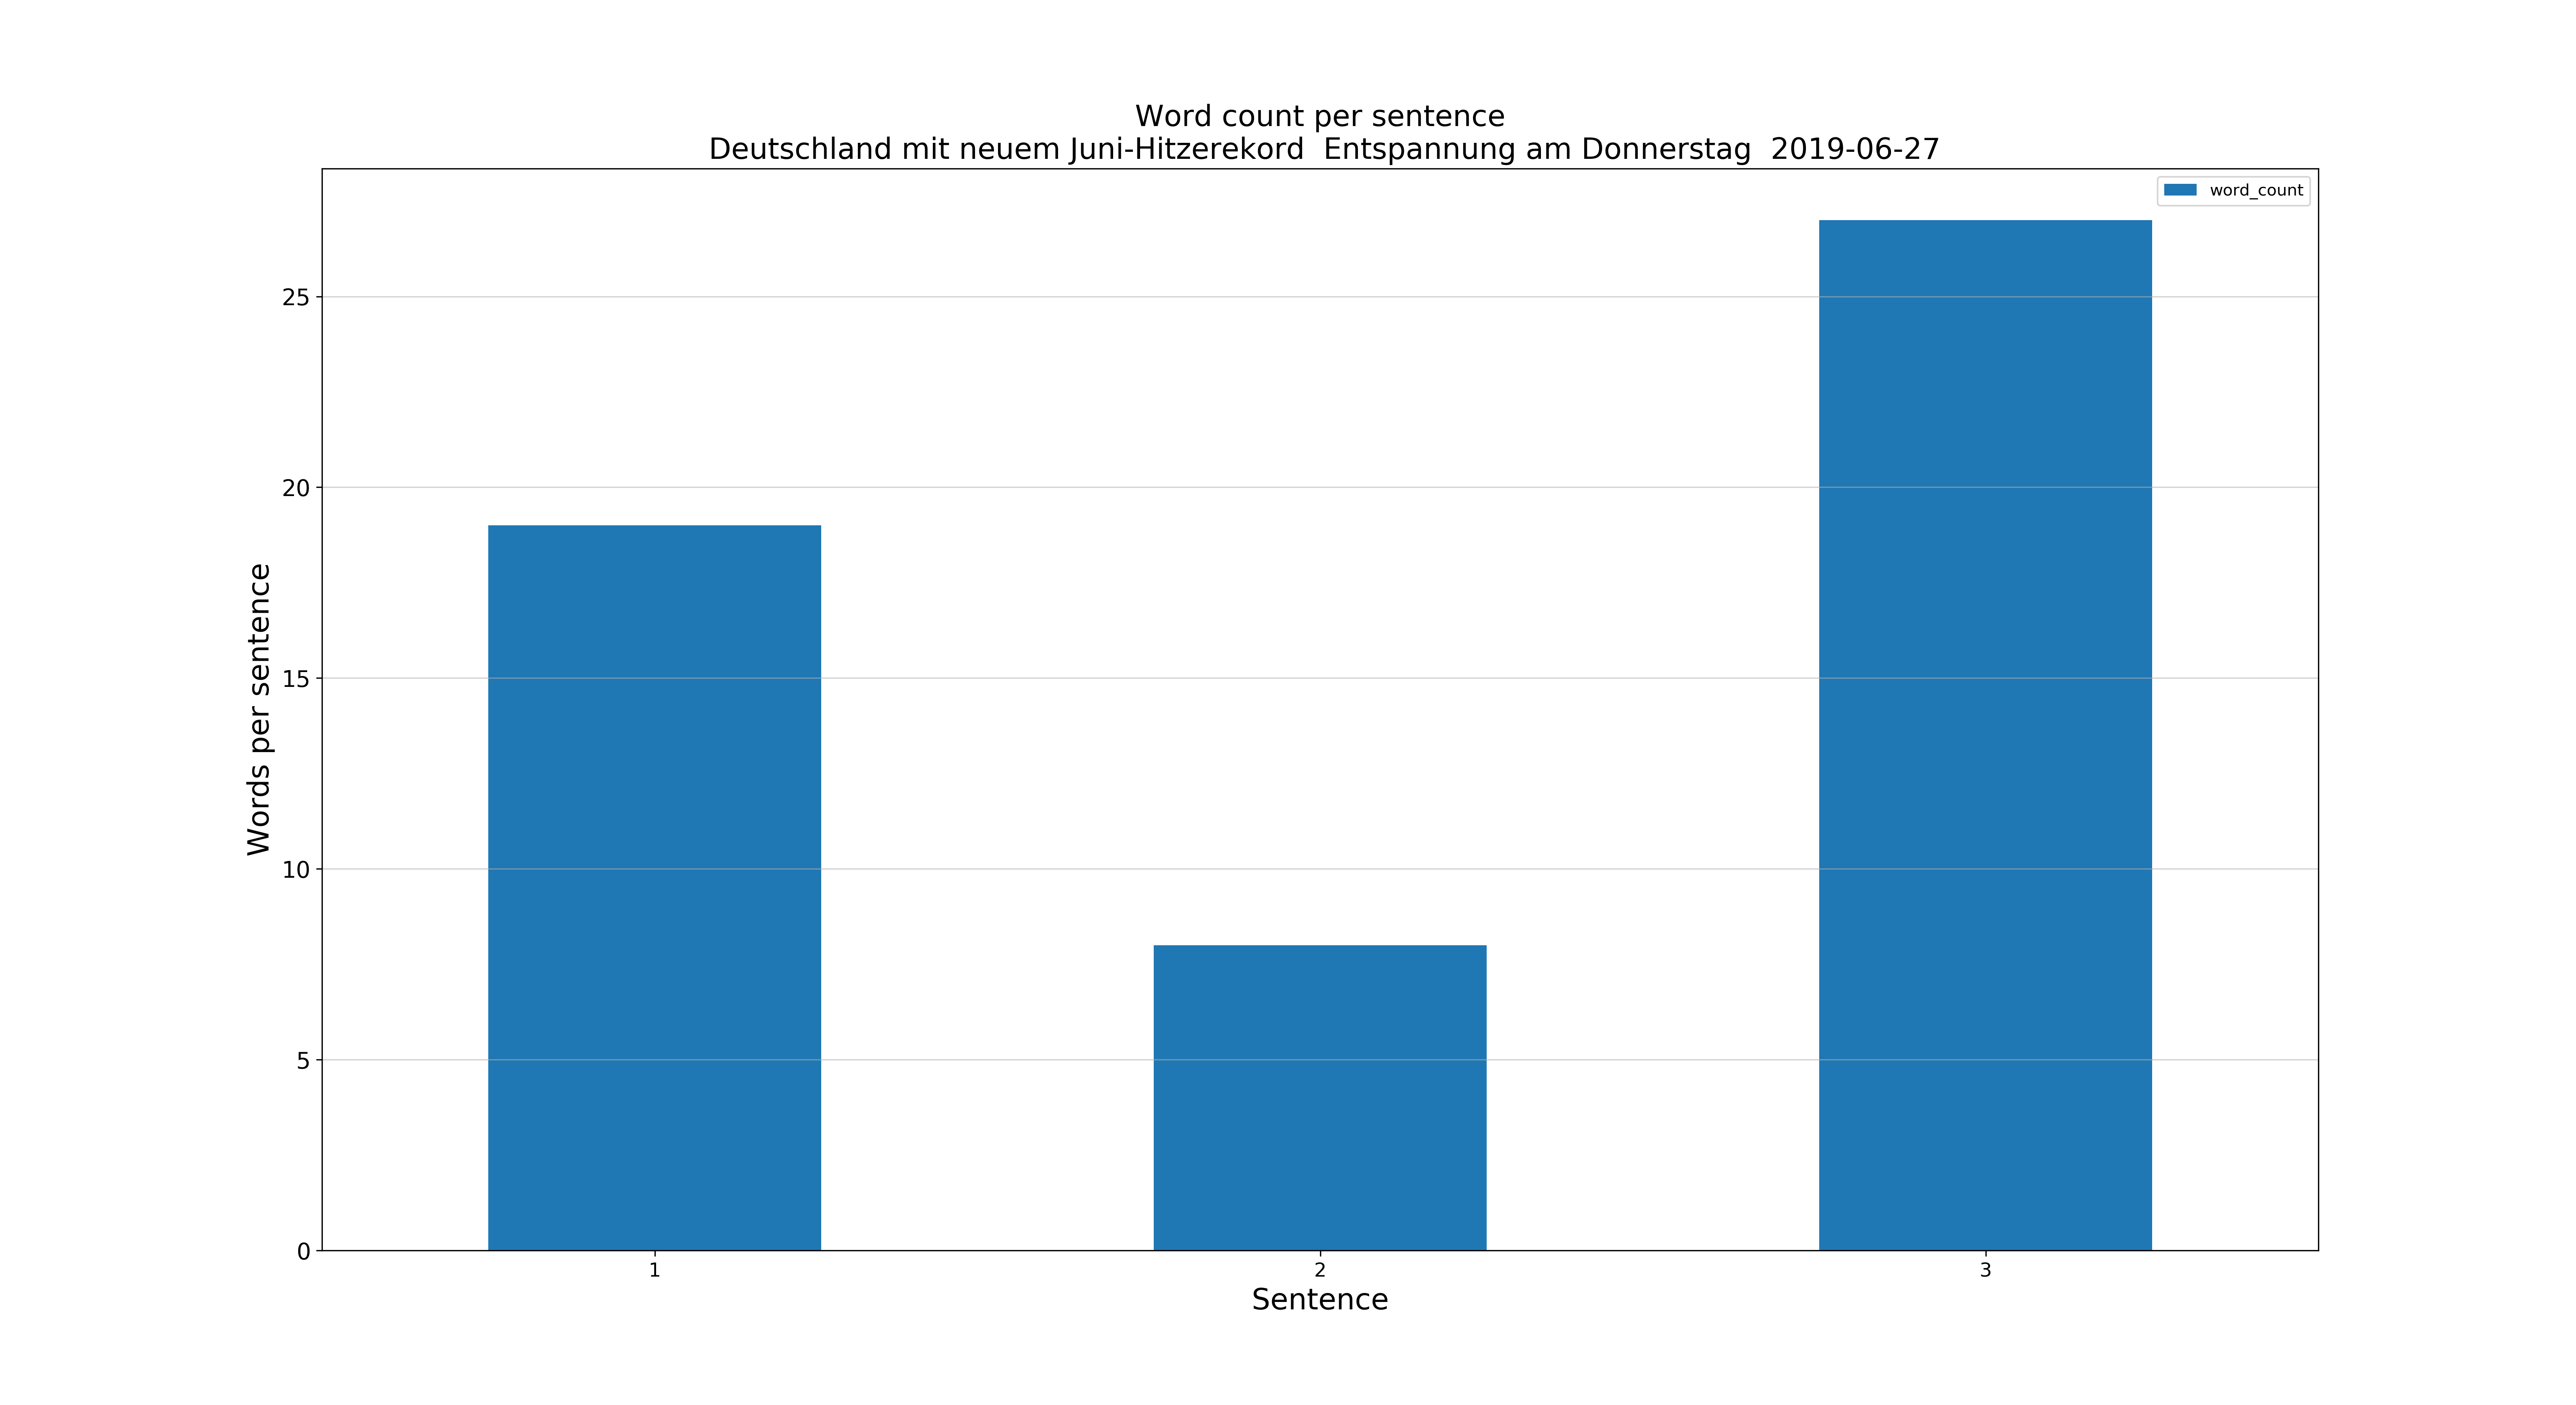 Word count per sentence
Deutschland mit neuem Juni-Hitzerekord  Entspannung am Donnerstag  2019-06-27
word_count
25
20
15
10
5
0
Words per sentence
1 2 3
Sentence